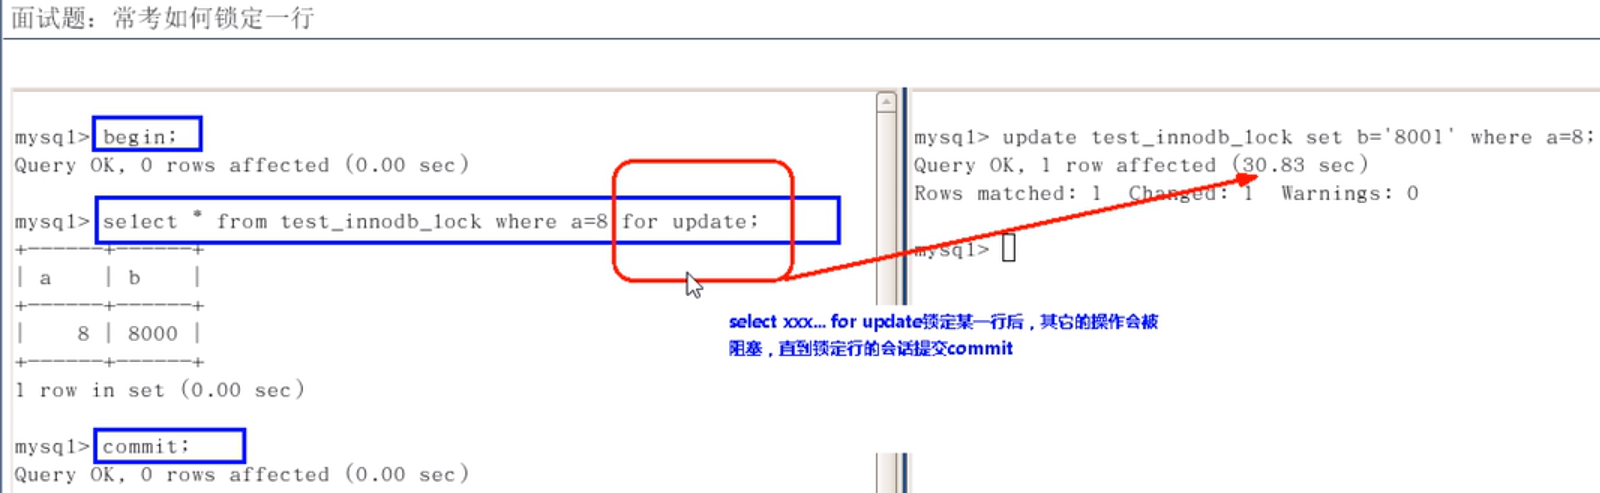 面试题：常考如何锁定一行
mysql> begin;
Query OK, 0 rows affected (0.00 sec)
mysql> select * from test_innodb_lock where a=8 for update;
+------+------+
| a    | b    |
+------+------+
|    8 | 8000 |
+------+------+
1 row in set (0.00 sec)
mysql> commit;
Query OK, 0 rows affected (0.00 sec)
mysql> update test_innodb_lock set b='8001' where a=8;
Query OK, 1 row affected (30.83 sec)
Rows matched: 1  Changed: 1  Warnings: 0
mysql>
select xxx... for update锁定某一行后，其它的操作会被
阻塞，直到锁定行的会话提交commit